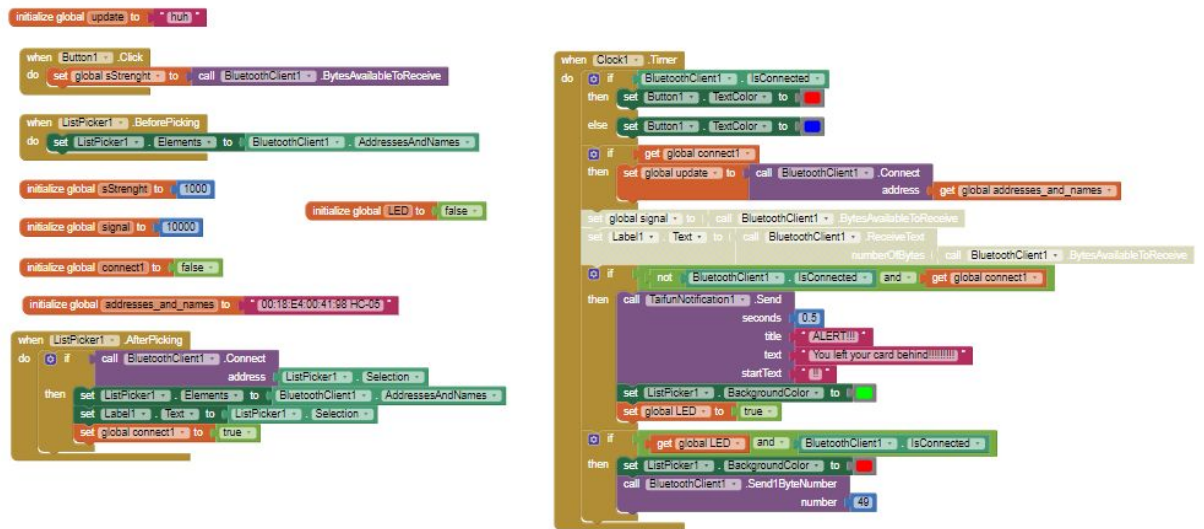 initialize global update to " huh "
when Button1 .Click
do set global sStrenght to call BluetoothClient1 .BytesAvailableToReceive
when ListPicker1 .BeforePicking
do set ListPicker1 . Elements to BluetoothClient1 . AddressesAndNames
initialize global sStrenght to 1000
initialize global LED to false
initialize global signal to 10000
initialize global connect1 to false
initialize global addresses_and_names to " 00:18:E4:00:41:98 HC-05 "
when ListPicker1 .AfterPicking
do if call BluetoothClient1 .Connect
address ListPicker1 . Selection
then set ListPicker1 . Elements to BluetoothClient1 . AddressesAndNames
set Label1 . Text to ListPicker1 . Selection
set global connect1 to true
when Clock1 .Timer
do if BluetoothClient1 . IsConnected
then set Button1 . TextColor to
else set Button1 . TextColor to
if get global connect1
then set global update to call BluetoothClient1 .Connect
address get global addresses_and_names
set global signal to call BluetoothClient1 .BytesAvailableToReceive
set Label1 . Text to call BluetoothClient1 .ReceiveText
numberOfBytes call BluetoothClient1 .BytesAvailableToReceive
if not BluetoothClient1 . IsConnected and get global connect1
then call TaifunNotification1 .Send
seconds 0.5
title " ALERT!!! "
text
startText
set ListPicker1 . BackgroundColor to
set global LED to true
if get global LED and BluetoothClient1 . IsConnected
then set ListPicker1 . BackgroundColor to
call BluetoothClient1 .Send1ByteNumber
number 49